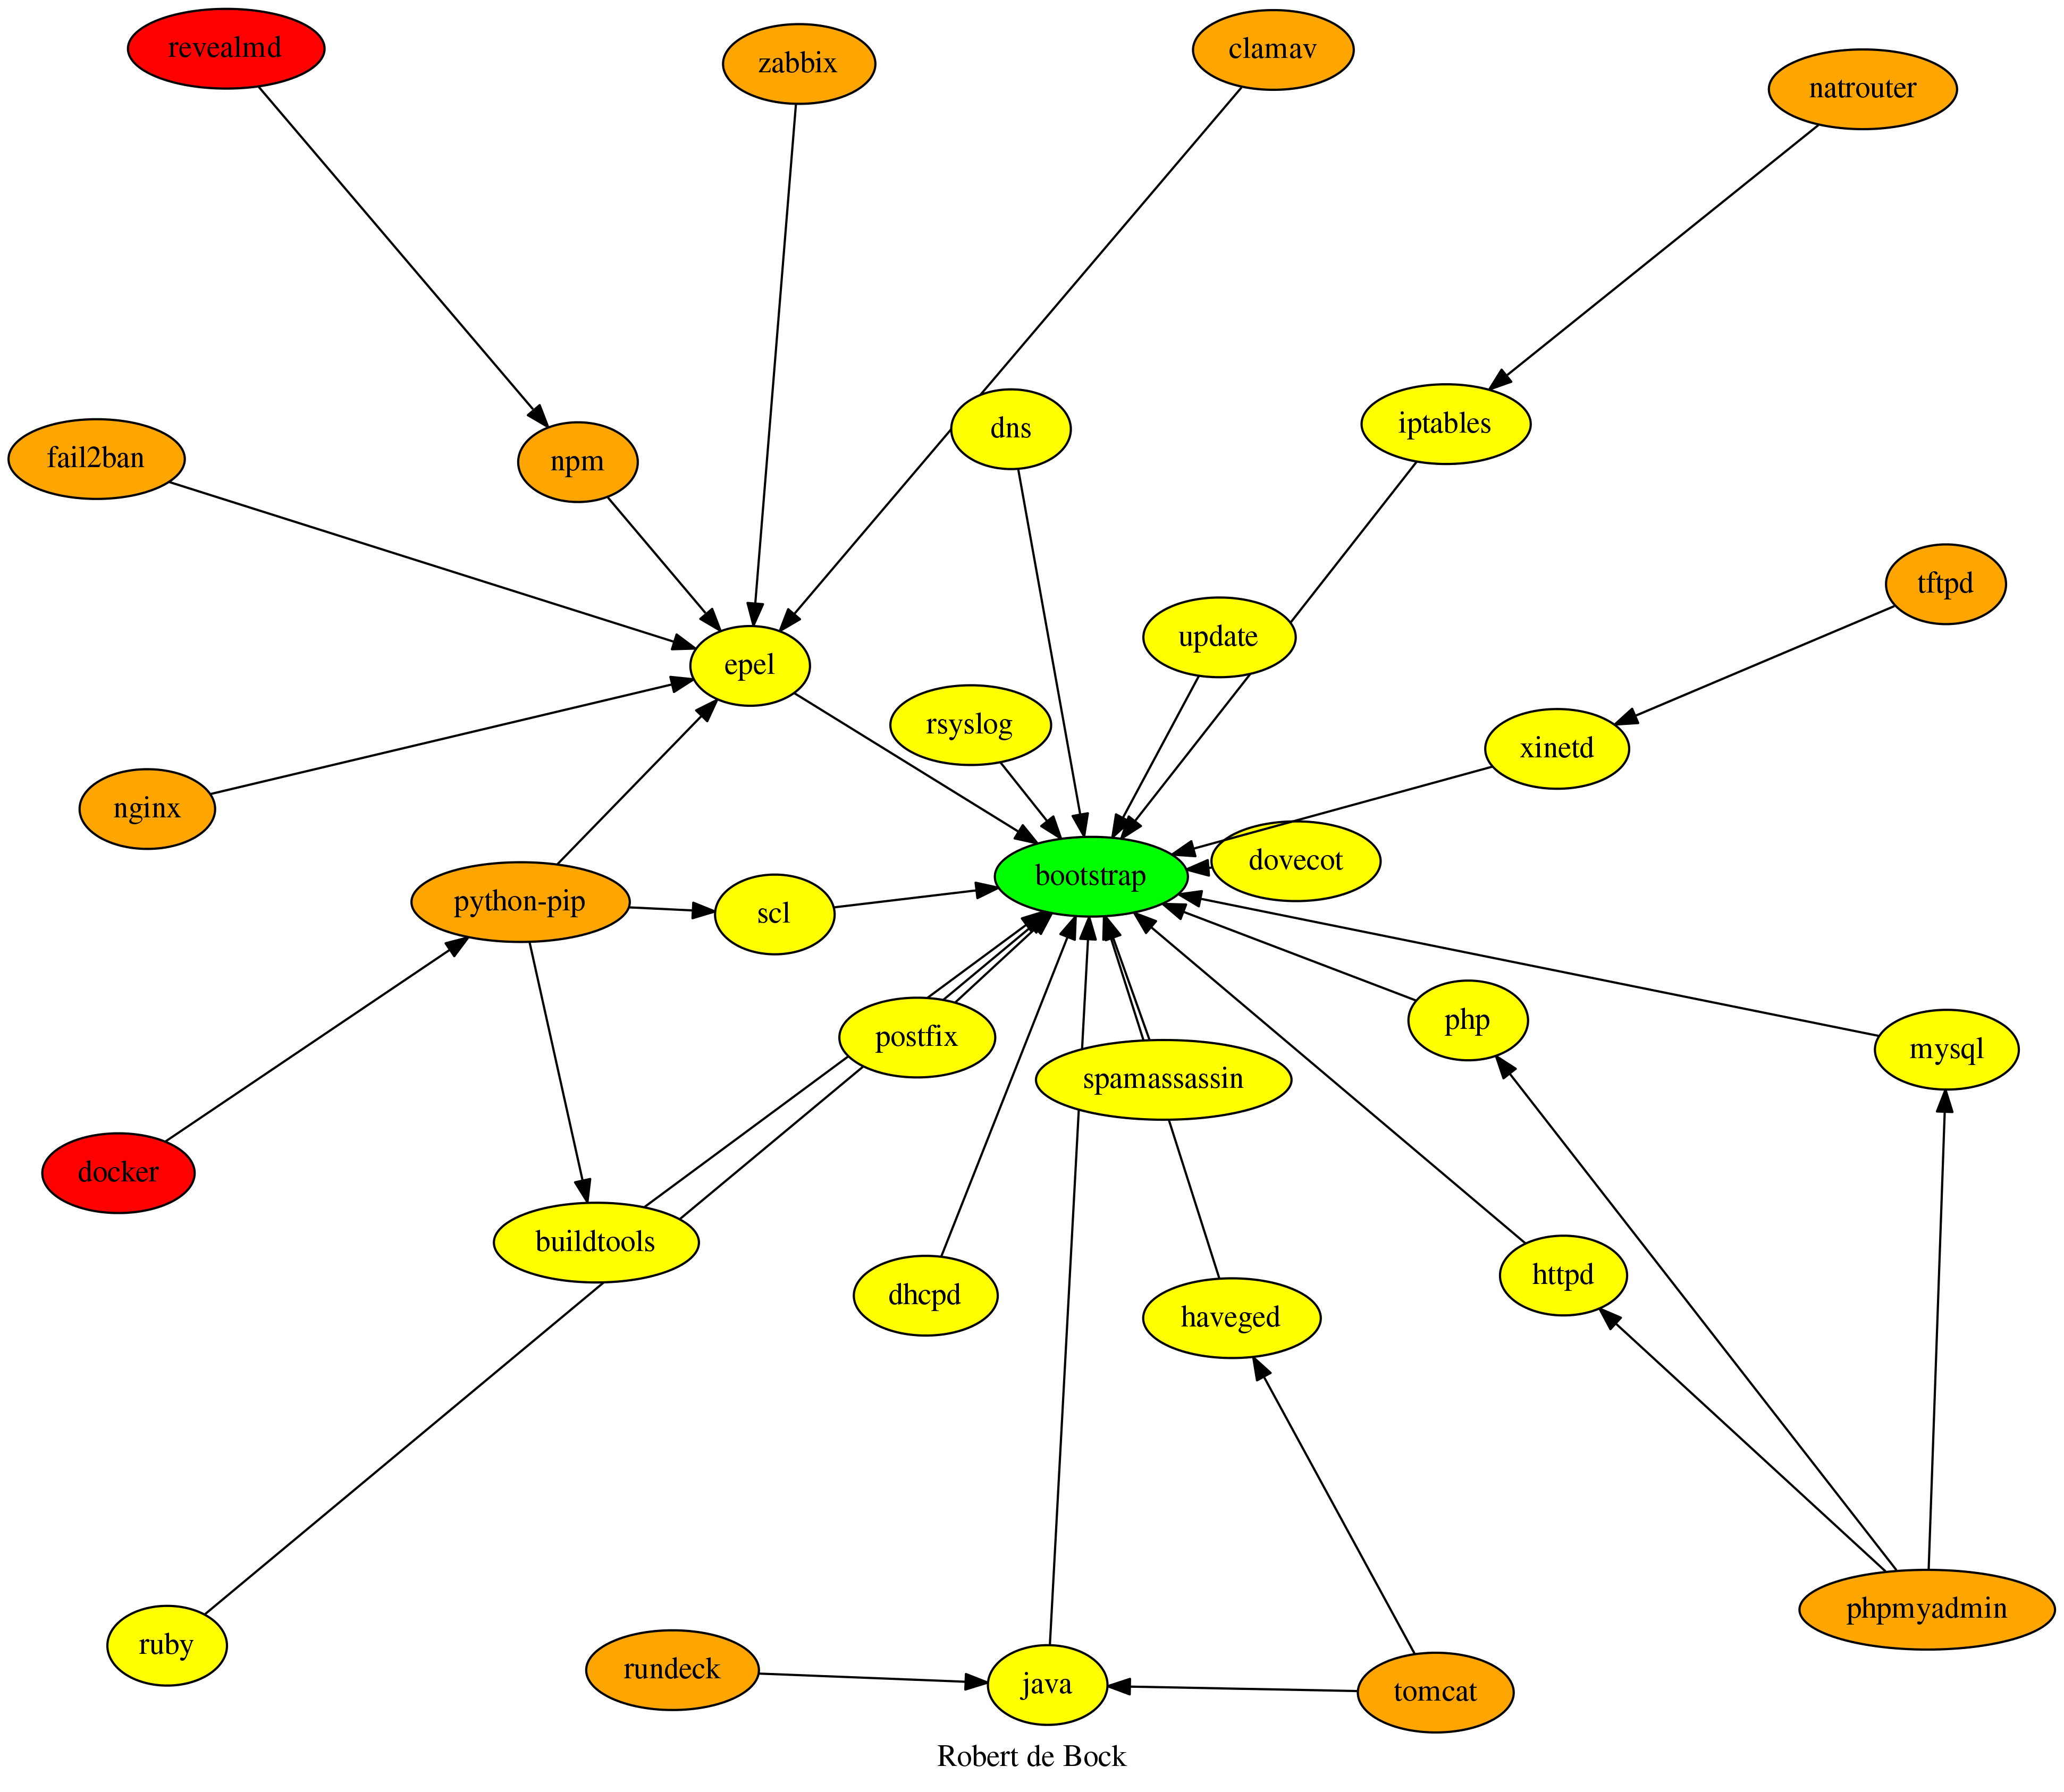 revealmd
zabbix
clamav
natrouter
fail2ban
npm
dns
iptables
tftpd
update
epel
rsyslog
xinetd
nginx
bootstrap
dovecot
python-pip
scl
postfix
php
mysql
spamassassin
docker
buildtools
dhcpd
haveged
httpd
phpmyadmin
ruby
rundeck
java
tomcat
Robert de Bock